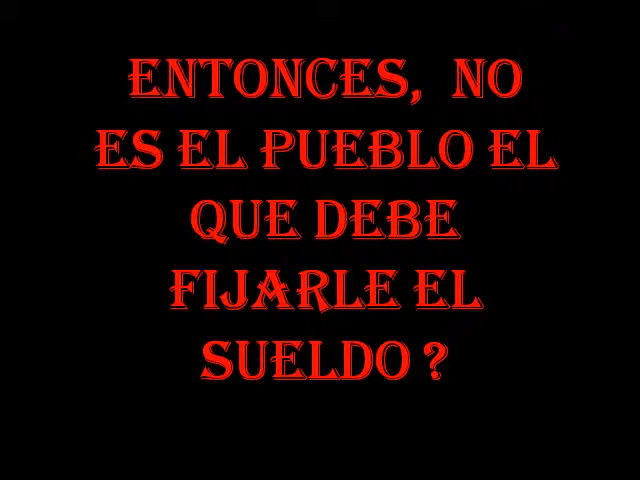 ENTONCES, NO
ES EL PUEBLO EL
QUE DEBE
FIJARLE EL
SUELDO ?